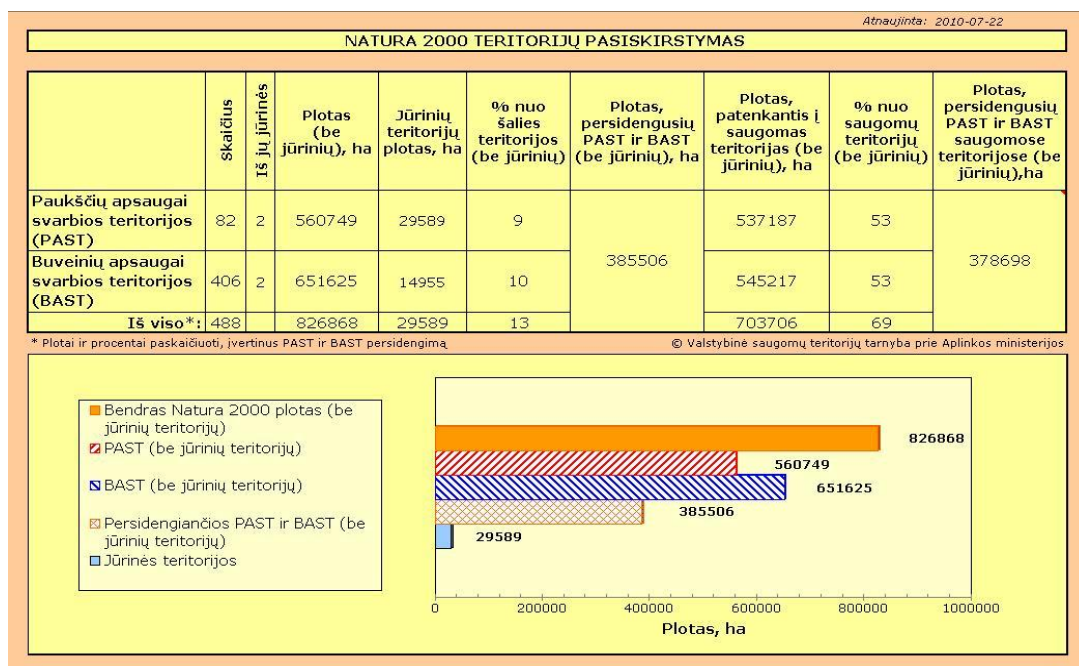 Atnaujinta: 2010-07-22
NATURA 2000 TERITORIJŲ PASISKIRSTYMAS
Skaičius
Iš jų jūrinės
Plotas
(be
jūrinių), ha
Jūrinių
teritorijų
plotas, ha
% nuo
šalies
teritorijos
(be jūrinių)
Plotas,
persidengusių
PAST ir BAST
(be jūrinių), ha
Plotas,
patenkantis į
saugomas
teritorijas (be
jūrinių), ha
% nuo
saugomų
teritorijų
(be jūrinių)
Plotas,
persidengusių
PAST ir BAST
saugomose
teritorijose (be
jūrinių),ha
Paukščių apsaugai
svarbios teritorijos
(PAST)
82 2 560749 29589 9 537187 53
Buveinių apsaugai
svarbios teritorijos
(BAST)
406 2 651625 14955 10 545217 53
385506
378698
Iš viso*: 488 826868 29589 13 703706 69
* Plotai ir procentai paskaičiuoti, įvertinus PAST ir BAST persidengimą
© Valstybinė saugomų teritorijų tarnyba prie Aplinkos ministerijos
Bendras Natura 2000 plotas (be
jūrinių teritorijų)
PAST (be jūrinių teritorijų)
BAST (be jūrinių teritorijų)
Persidengiančios PAST ir BAST (be
jūrinių teritorijų)
Jūrinės teritorijos
826868
560749
651625
385506
29589
0 200000 400000 600000 800000 1000000
Plotas, ha